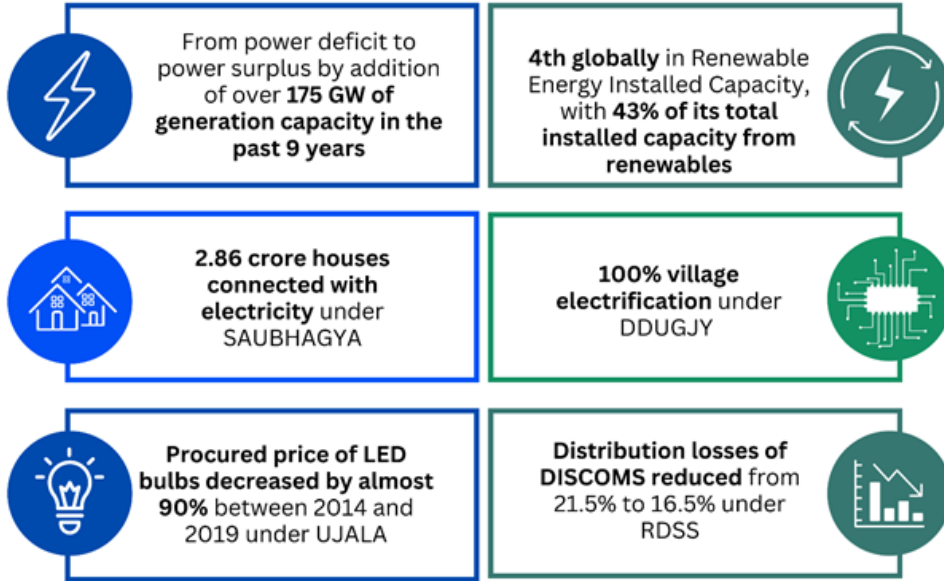 From power deficit to
power surplus by addition
of over 175 GW of
generation capacity in the
past 9 years
4th globally in Renewable
Energy Installed Capacity,
with 43% of its total
installed capacity from
renewables
2.86 crore houses
connected with
electricity under
SAUBHAGYA
100% village
electrification under
DDUGJY
Procured price of LED
bulbs decreased by almost
90% between 2014 and
2019 under UJALA
Distribution losses of
DISCOMS reduced from
21.5% to 16.5% under
RDSS